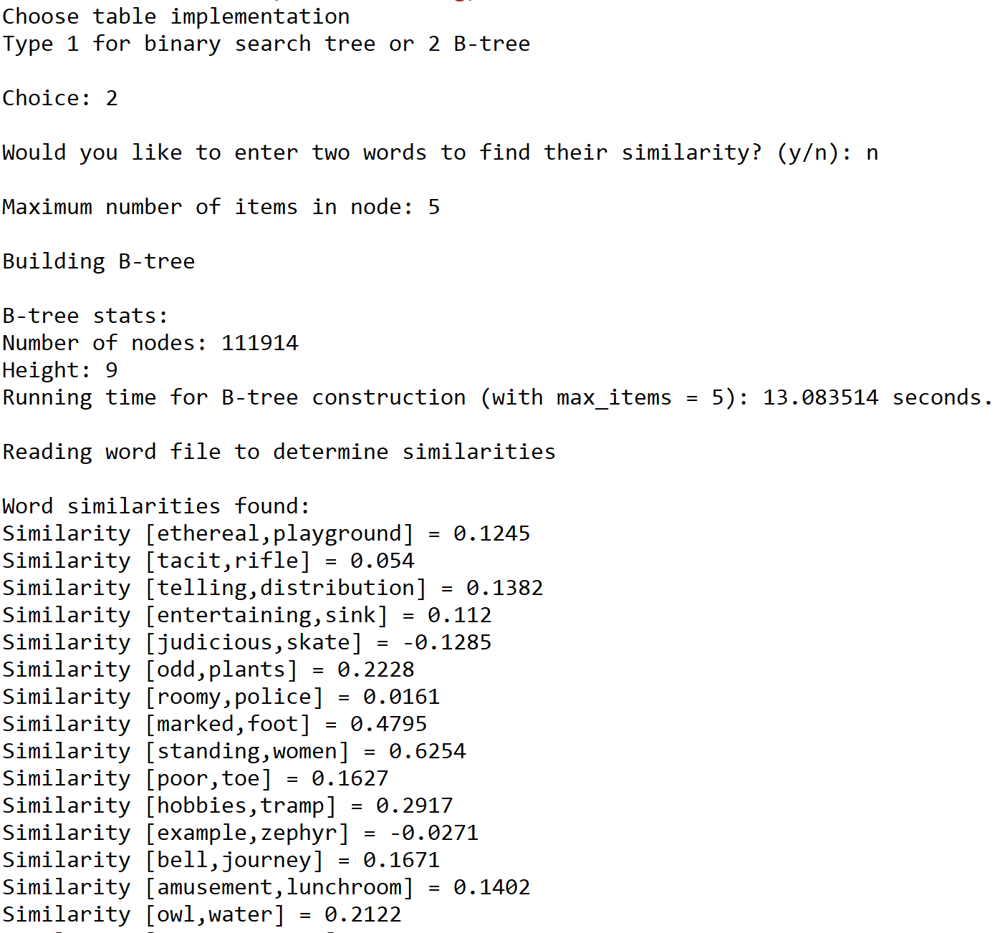 Choose table implementation
Type 1 for binary search tree or 2 B-tree
Choice: 2
Would you like to enter two words to find their similarity? (y/n): n
Maximum number of items in node: 5
Building B-tree
B-tree stats:
Number of nodes: 111914
Height: 9
Running time for B-tree construction (with max_items = 5): 13.083514 seconds.
Reading word file to determine similarities
Word similarities found:
Similarity [ethereal,playground] = 0.1245
Similarity [tacit,rifle] = 0.054
Similarity [telling,distribution] = 0.1382
Similarity [entertaining,sink] = 0.112
Similarity [judicious,skate] = -0.1285
Similarity [odd,plants] = 0.2228
Similarity [roomy,police] = 0.0161
Similarity [marked,foot] = 0.4795
Similarity [standing,women] = 0.6254
Similarity [poor,toe] = 0.1627
Similarity [hobbies,tramp] = 0.2917
Similarity [example,zephyr] = -0.0271
Similarity [bell,journey] = 0.1671
Similarity [amusement,lunchroom] = 0.1402
Similarity [owl,water] = 0.2122